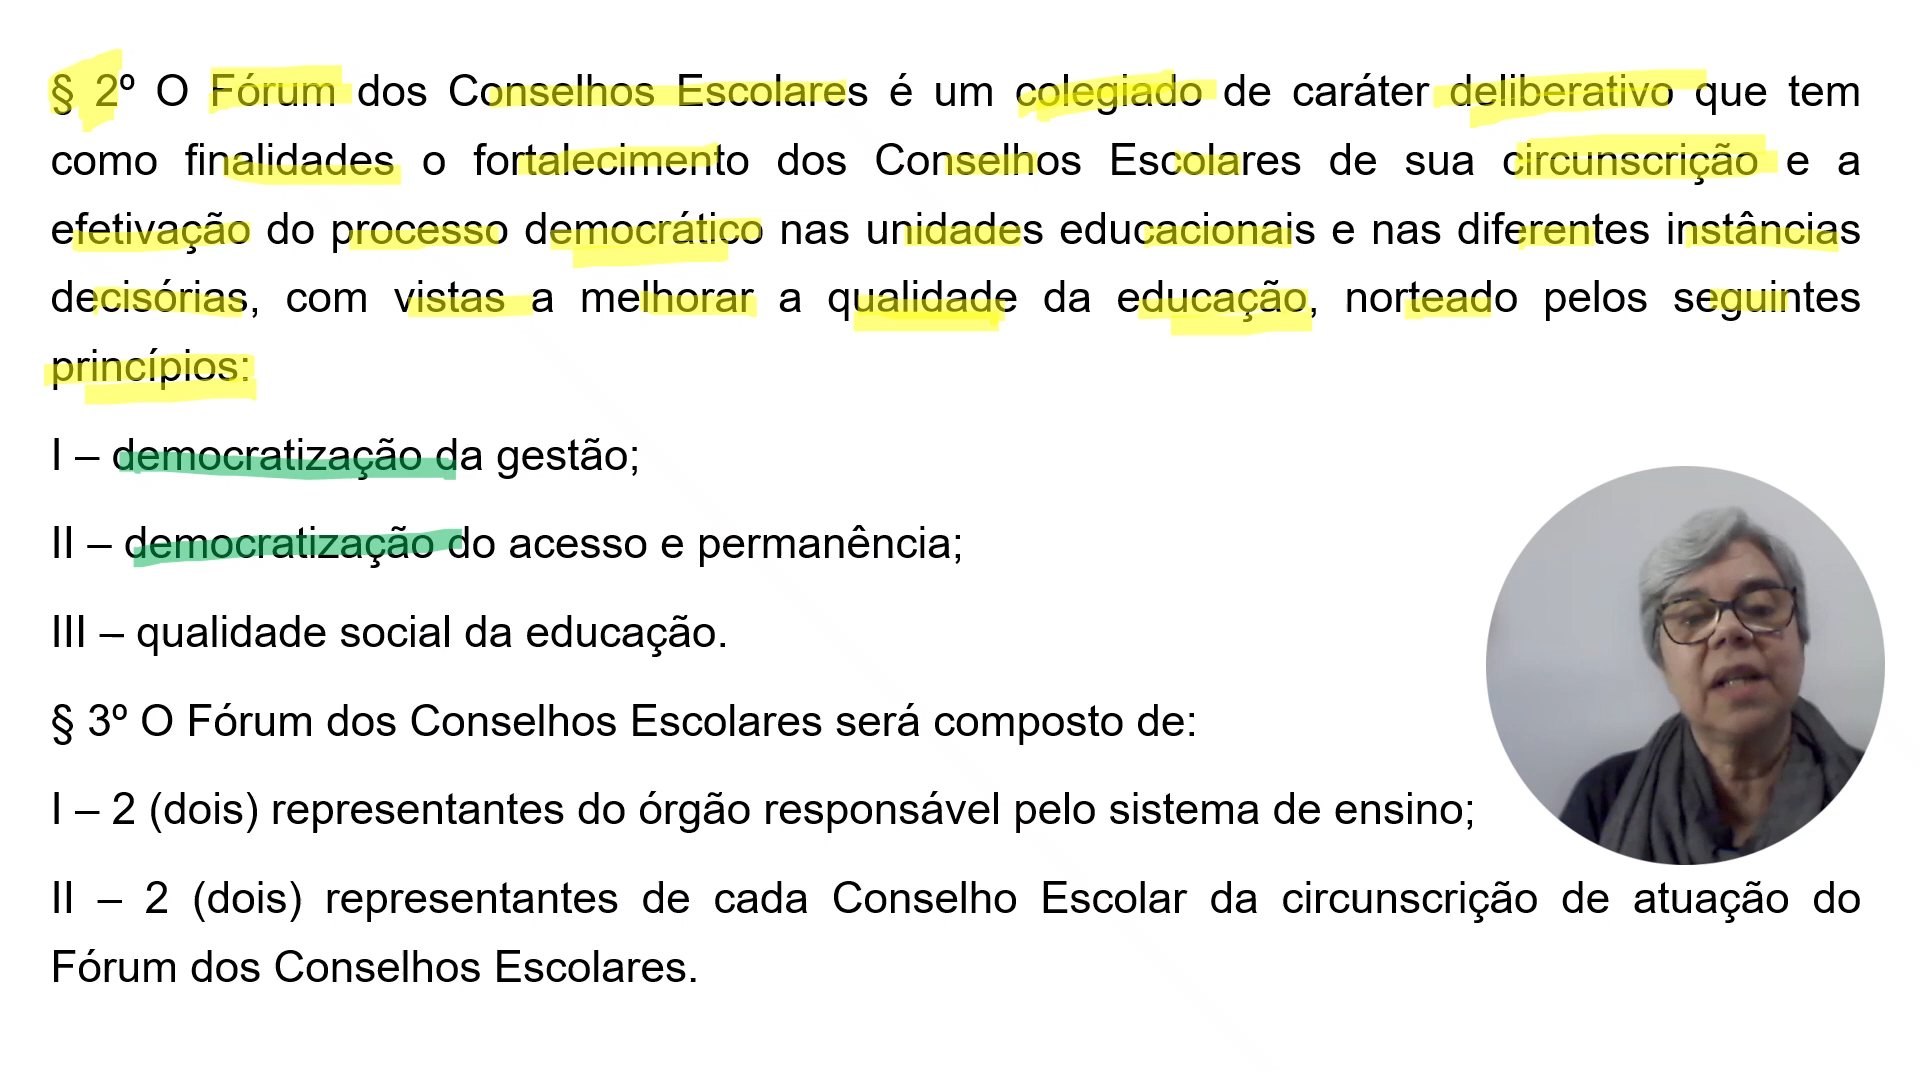 § 2º O Fórum dos Conselhos Escolares é um colegiado de caráter deliberativo que tem
como finalidades o fortalecimento dos Conselhos Escolares de sua circunscrição e a
efetivação do processo democrático nas unidades educacionais e nas diferentes instâncias
decisórias, com vistas a melhorar a qualidade da educação, norteado pelos seguintes
princípios:
I – democratização da gestão;
II – democratização do acesso e permanência;
III – qualidade social da educação.
§ 3º O Fórum dos Conselhos Escolares será composto de:
I – 2 (dois) representantes do órgão responsável pelo sistema de ensino;
II – 2 (dois) representantes de cada Conselho Escolar da circunscrição de atuação do
Fórum dos Conselhos Escolares.